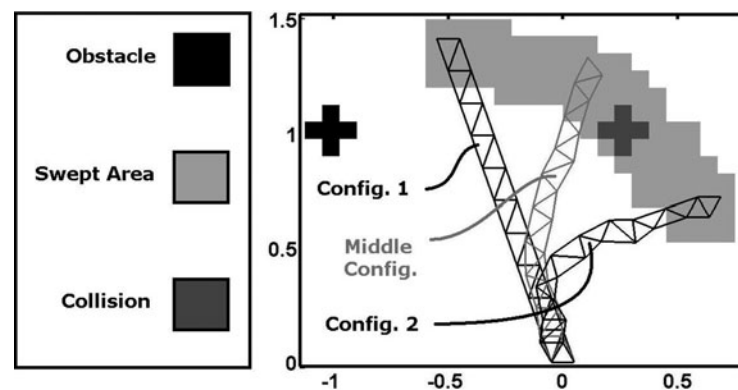 Obstacle
Swept Area
Collision
1.5
1
0.5
0
-1
-0.5
0
0.5
Config. 1
Middle
Config.
Config. 2